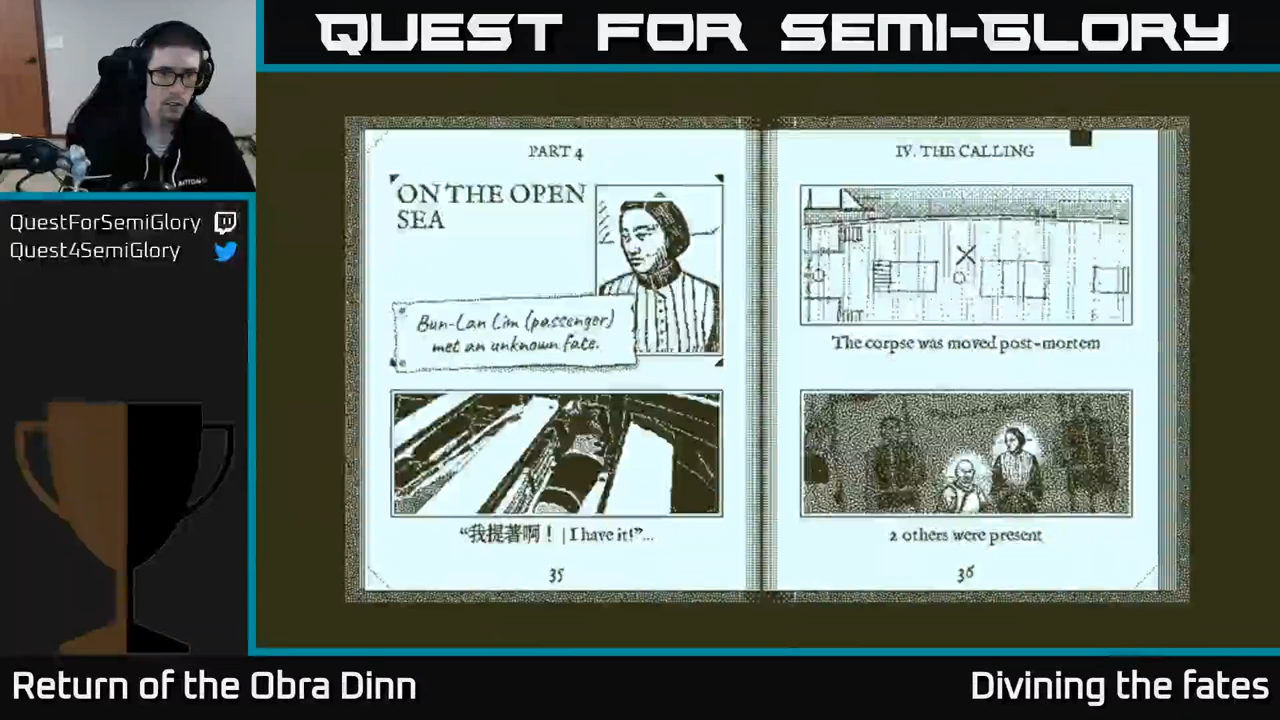 QUEST FOR SEMI-GLORY
QuestForSemiGlory
Quest4SemiGlory
PART 4
ON THE OPEN
SEA
Bun-Lan Lim (passenger)
met an unknown fate.
"我提著啊！ | I have it!"...
35
IV. THE CALLING
The corpse was moved post-mortem
2 others were present
36
Return of the Obra Dinn
Divining the fates